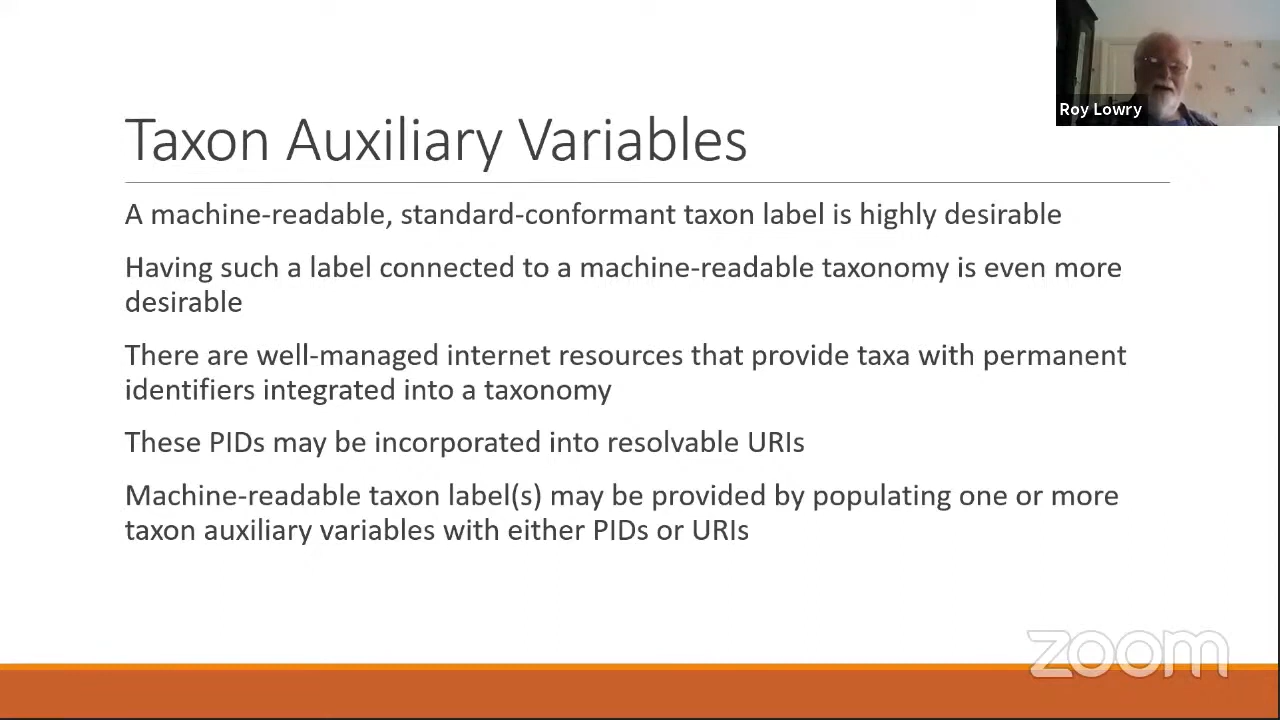 Roy Lowry
Taxon Auxiliary Variables
A machine-readable, standard-conformant taxon label is highly desirable
Having such a label connected to a machine-readable taxonomy is even more
desirable
There are well-managed internet resources that provide taxa with permanent
identifiers integrated into a taxonomy
These PIDs may be incorporated into resolvable URIs
Machine-readable taxon label(s) may be provided by populating one or more
taxon auxiliary variables with either PIDs or URIs
zoom